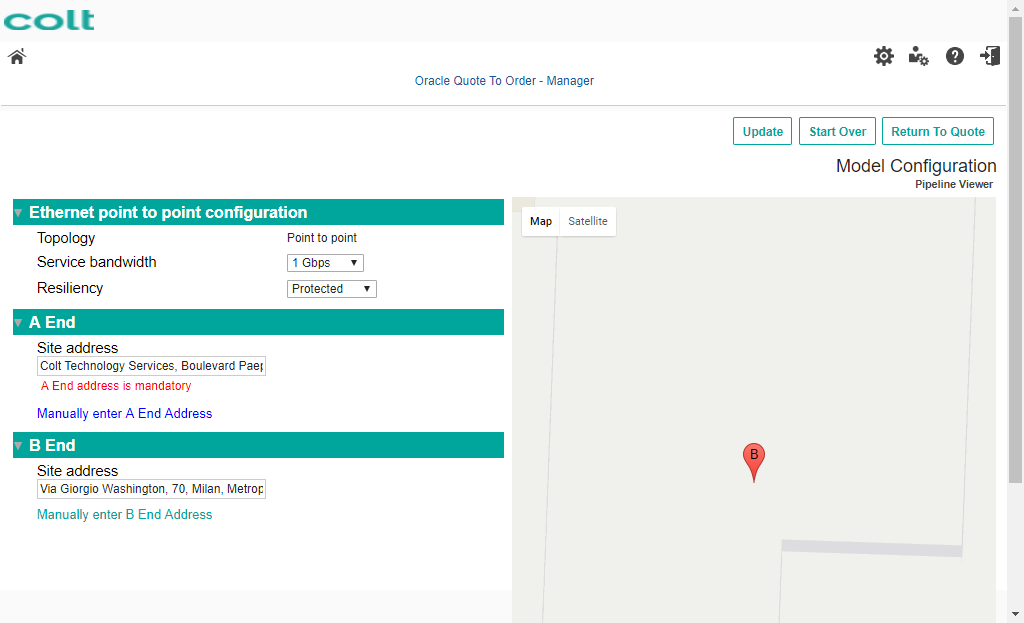 colt
Oracle Quote To Order - Manager
Update Start Over Return To Quote
Model Configuration
Pipeline Viewer
Ethernet point to point configuration
Topology Point to point
Service bandwidth 1 Gbps
Resiliency Protected
A End
Site address
Colt Technology Services, Boulevard Paep
A End address is mandatory
Manually enter A End Address
B End
Site address
Via Giorgio Washington, 70, Milan, Metrop
Manually enter B End Address
Map Satellite
B